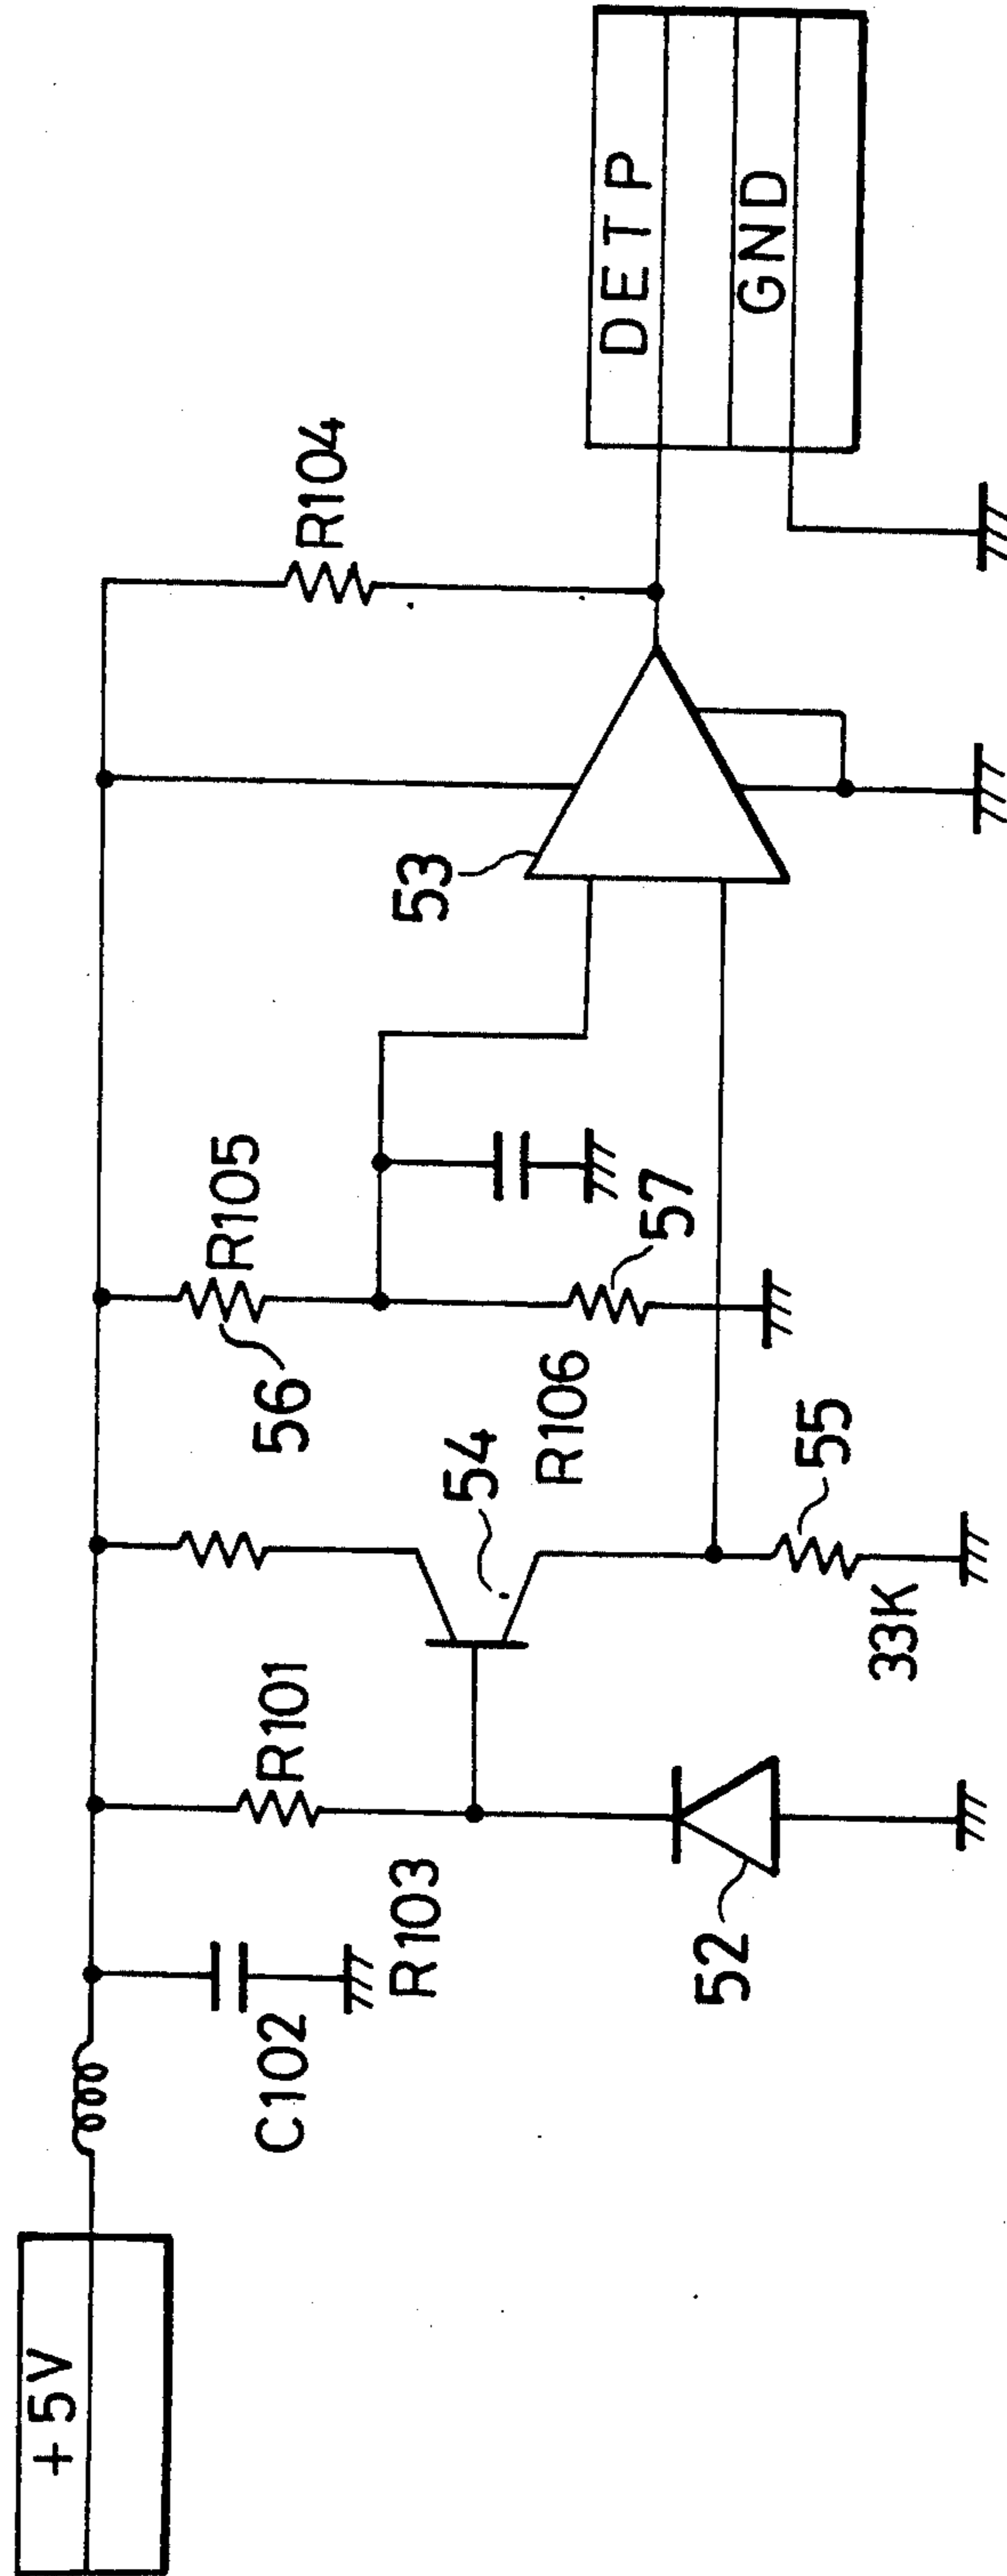 +5V
C102
R103
R101
52
54
33K
55
56
R105
R106
57
53
R104
DETP
GND